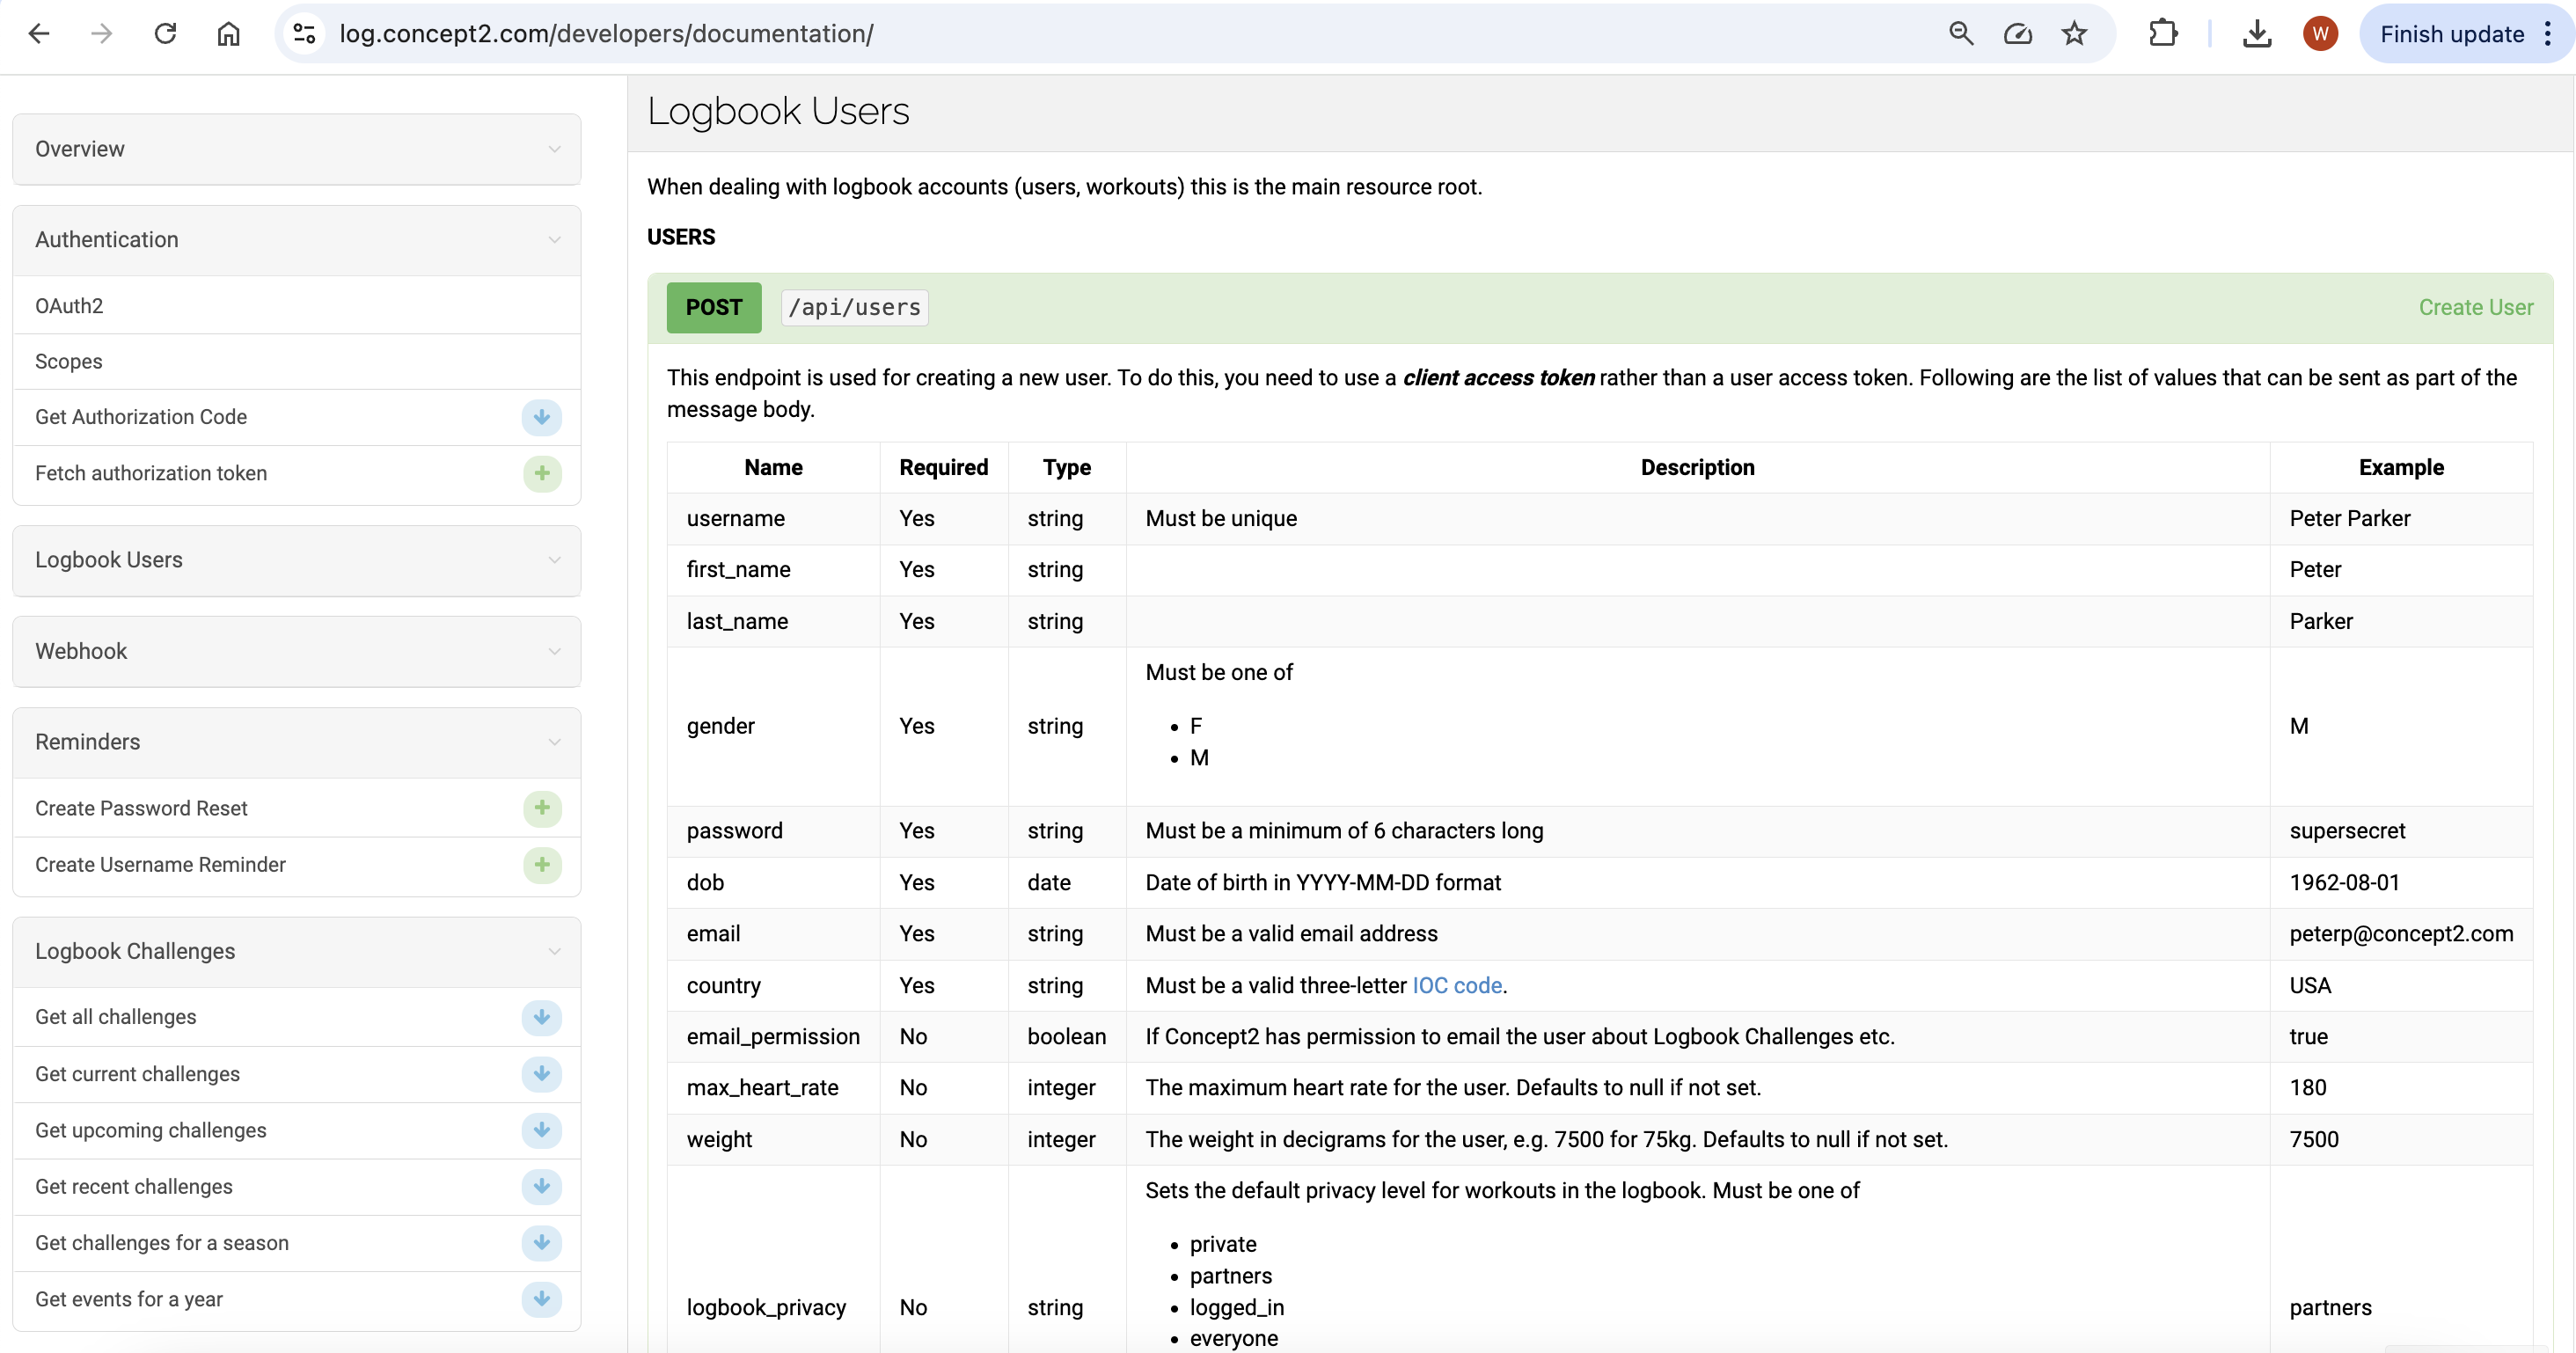 log.concept2.com/developers/documentation/
W
Finish update
Overview
Authentication
OAuth2
Scopes
Get Authorization Code
Fetch authorization token
Logbook Users
Webhook
Reminders
Create Password Reset
Create Username Reminder
Logbook Challenges
Get all challenges
Get current challenges
Get upcoming challenges
Get recent challenges
Get challenges for a season
Get events for a year
Logbook Users
When dealing with logbook accounts (users, workouts) this is the main resource root.
USERS
POST /api/users Create User
This endpoint is used for creating a new user. To do this, you need to use a client access token rather than a user access token. Following are the list of values that can be sent as part of the
message body.
Name Required Type Description Example
username Yes string Must be unique Peter Parker
first_name Yes string Peter
last_name Yes string Parker
gender Yes string Must be one of
• F
• M
M
password Yes string Must be a minimum of 6 characters long supersecret
dob Yes date Date of birth in YYYY-MM-DD format 1962-08-01
email Yes string Must be a valid email address peterp@concept2.com
country Yes string Must be a valid three-letter IOC code. USA
email_permission No boolean If Concept2 has permission to email the user about Logbook Challenges etc. true
max_heart_rate No integer The maximum heart rate for the user. Defaults to null if not set. 180
weight No integer The weight in decigrams for the user, e.g. 7500 for 75kg. Defaults to null if not set. 7500
logbook_privacy No string Sets the default privacy level for workouts in the logbook. Must be one of
• private
• partners
• logged_in
• everyone
partners